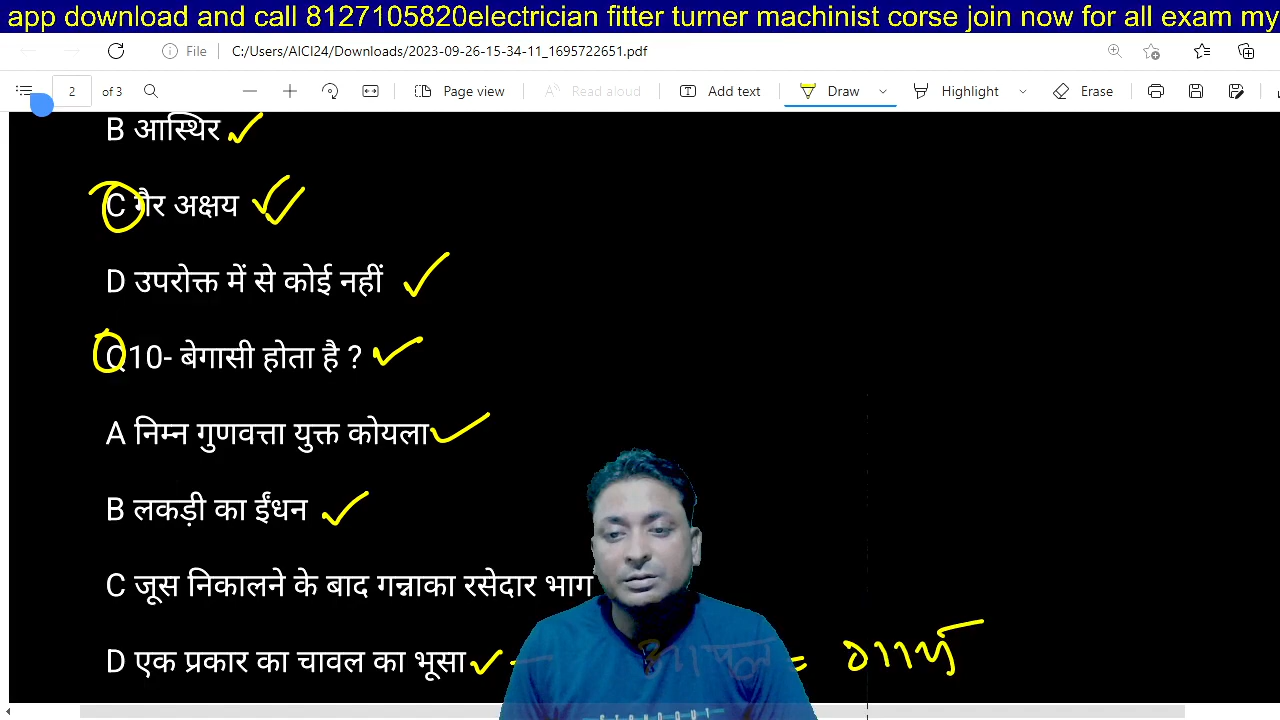 app download and call 8127105820electrician fitter turner machinist corse join now for all exam my
File C:/Users/AICI24/Downloads/2023-09-26-15-34-11_1695722651.pdf
2 of 3 Page view Read aloud Add text Draw Highlight Erase
B आस्थिर
C गैर अक्षय
D उपरोक्त में से कोई नहीं
Q10- बेगासी होता है ?
A निम्न गुणवत्ता युक्त कोयला
B लकड़ी का ईंधन
C जूस निकालने के बाद गन्नाका रसेदार भाग
D एक प्रकार का चावल का भूसा